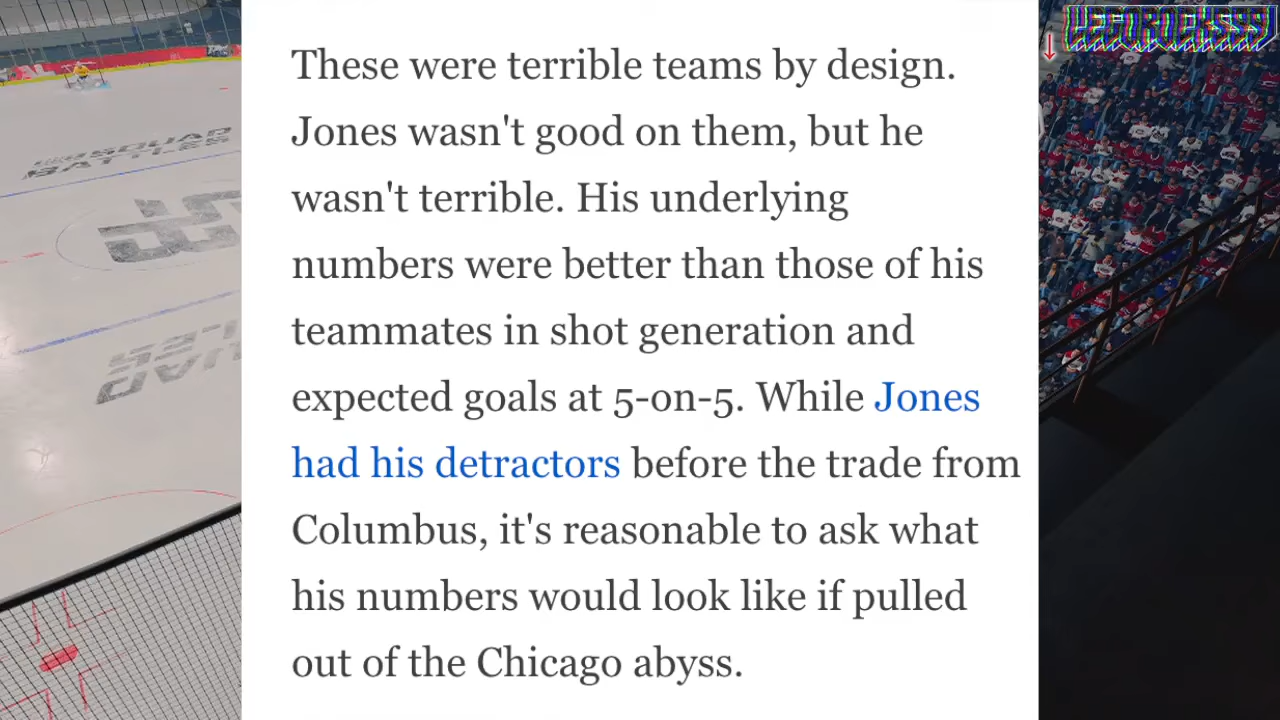 These were terrible teams by design.
Jones wasn't good on them, but he
wasn't terrible. His underlying
numbers were better than those of his
teammates in shot generation and
expected goals at 5-on-5. While Jones
had his detractors before the trade from
Columbus, it's reasonable to ask what
his numbers would look like if pulled
out of the Chicago abyss.
SQUAD
BATTLES